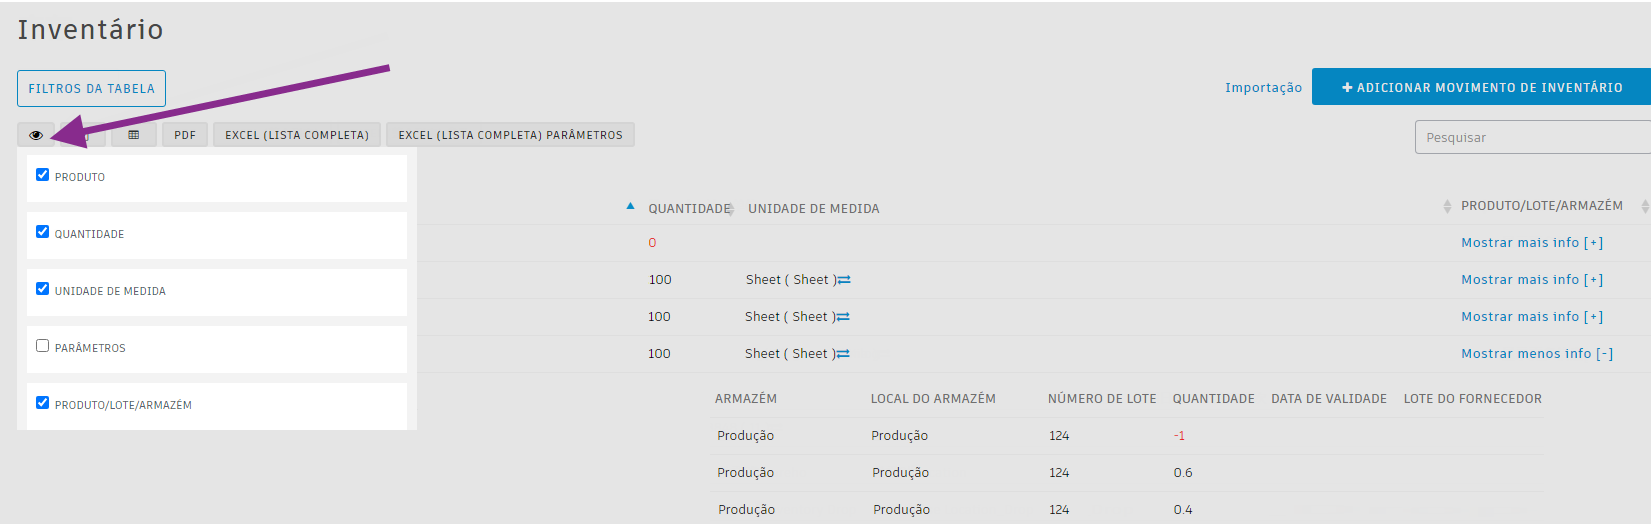 Inventário
FILTROS DA TABELA
Importação
+ ADICIONAR MOVIMENTO DE INVENTÁRIO
PDF
EXCEL (LISTA COMPLETA)
EXCEL (LISTA COMPLETA) PARÂMETROS
Pesquisar
PRODUTO
QUANTIDADE
UNIDADE DE MEDIDA
PARÂMETROS
PRODUTO/LOTE/ARMAZÉM
QUANTIDADE UNIDADE DE MEDIDA PRODUTO/LOTE/ARMAZÉM
0 Mostrar mais info [+]
100 Sheet ( Sheet ) Mostrar mais info [+]
100 Sheet ( Sheet ) Mostrar mais info [+]
100 Sheet ( Sheet ) Mostrar menos info [-]
ARMAZÉM LOCAL DO ARMAZÉM NÚMERO DE LOTE QUANTIDADE DATA DE VALIDADE LOTE DO FORNECEDOR
Produção Produção 124 -1
Produção Produção 124 0.6
Produção Produção 124 0.4